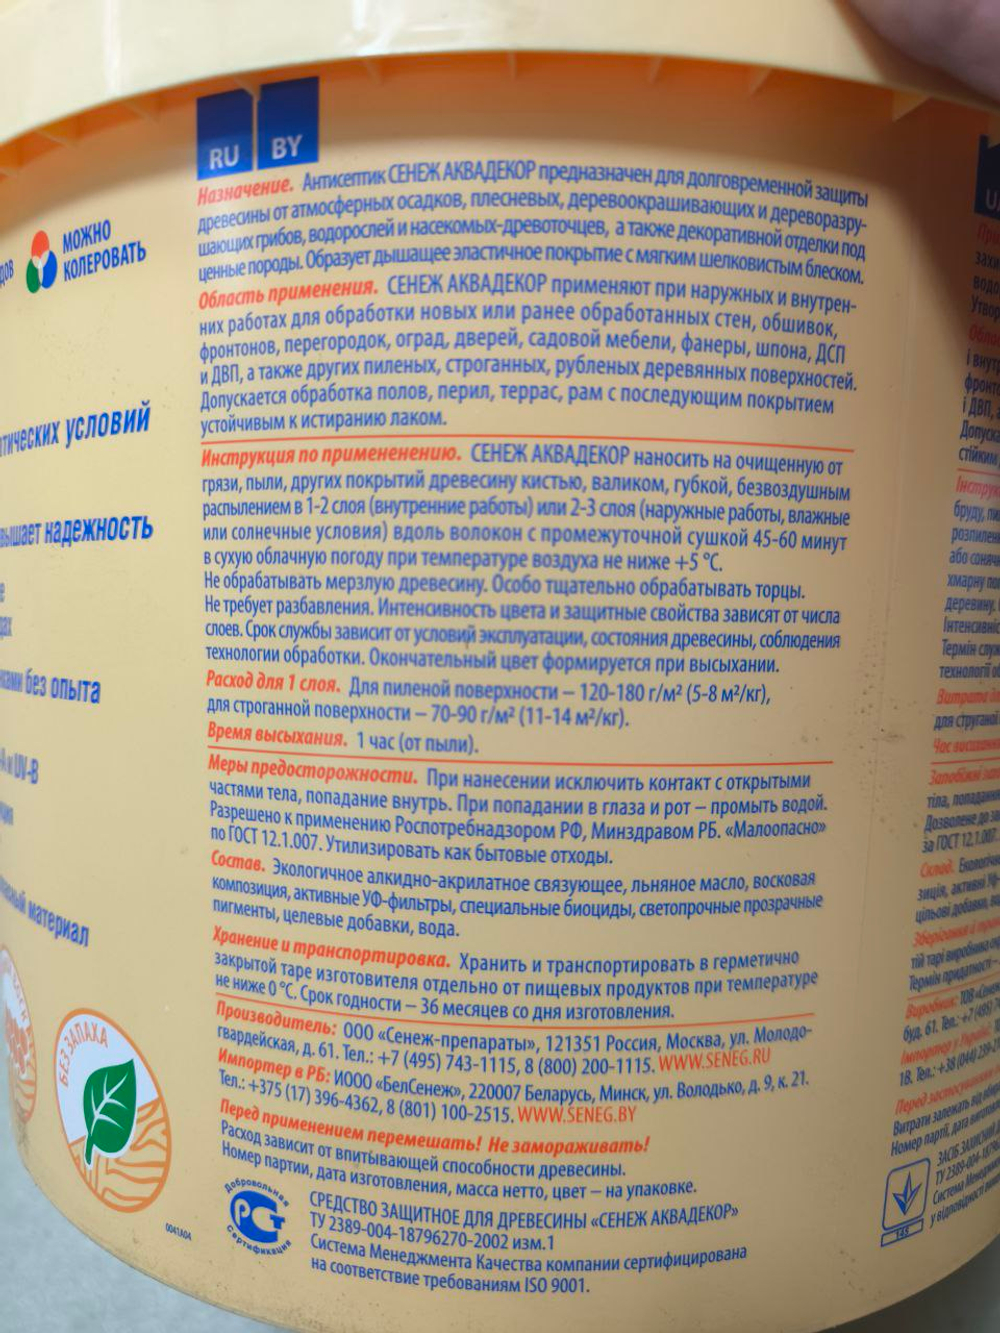 RU BY
Назначение. Антисептик СЕНЕЖ АКВАДЕКОР предназначен для долговременной защиты
древесины от атмосферных осадков, плесневых, деревоокрашивающих и дереворазру-
шающих грибов, водорослей и насекомых-древоточцев, а также декоративной отделки под
ценные породы. Образует дышащее эластичное покрытие с мягким шелковистым блеском.
Область применения. СЕНЕЖ АКВАДЕКОР применяют при наружных и внутрен-
них работах для обработки новых или ранее обработанных стен, обшивок,
фронтонов, перегородок, оград, дверей, садовой мебели, фанеры, шпона, ДСП
и ДВП, а также других пиленых, строганных, рубленых деревянных поверхностей.
Допускается обработка полов, перил, террас, рам с последующим покрытием
устойчивым к истиранию лаком.
Инструкция по примененению. СЕНЕЖ АКВАДЕКОР наносить на очищенную от
грязи, пыли, других покрытий древесину кистью, валиком, губкой, безвоздушным
распылением в 1-2 слоя (внутренние работы) или 2-3 слоя (наружные работы, влажные
или солнечные условия) вдоль волокон с промежуточной сушкой 45-60 минут
в сухую облачную погоду при температуре воздуха не ниже +5 °С.
Не обрабатывать мерзлую древесину. Особо тщательно обрабатывать торцы.
Не требует разбавления. Интенсивность цвета и защитные свойства зависят от числа
слоев. Срок службы зависит от условий эксплуатации, состояния древесины, соблюдения
технологии обработки. Окончательный цвет формируется при высыхании.
Расход для 1 слоя. Для пиленой поверхности – 120-180 г/м² (5-8 м²/кг),
для строганной поверхности – 70-90 г/м² (11-14 м²/кг).
Время высыхания. 1 час (от пыли).
Меры предосторожности. При нанесении исключить контакт с открытыми
частями тела, попадание внутрь. При попадании в глаза и рот – промыть водой.
Разрешено к применению Роспотребнадзором РФ, Минздравом РБ. «Малоопасно»
по ГОСТ 12.1.007. Утилизировать как бытовые отходы.
Состав. Экологичное алкидно-акрилатное связующее, льняное масло, восковая
композиция, активные УФ-фильтры, специальные биоциды, светопрочные прозрачные
пигменты, целевые добавки, вода.
Хранение и транспортировка. Хранить и транспортировать в герметично
закрытой таре изготовителя отдельно от пищевых продуктов при температуре
не ниже 0 °С. Срок годности – 36 месяцев со дня изготовления.
Производитель: ООО «Сенеж-препараты», 121351 Россия, Москва, ул. Молодо-
гвардейская, д. 61. Тел.: +7 (495) 743-1115, 8 (800) 200-1115. WWW.SENEG.RU
Импортер в РБ: ИООО «БелСенеж», 220007 Беларусь, Минск, ул. Володько, д. 9, к. 21.
Тел.: +375 (17) 396-4362, 8 (801) 100-2515. WWW.SENEG.BY
Перед применением перемешать! Не замораживать!
Расход зависит от впитывающей способности древесины.
Номер партии, дата изготовления, масса нетто, цвет – на упаковке.
Добровольная
РСТ
Сертификация
СРЕДСТВО ЗАЩИТНОЕ ДЛЯ ДРЕВЕСИНЫ «СЕНЕЖ АКВАДЕКОР»
ТУ 2389-004-18796270-2002 изм.1
Система Менеджмента Качества компании сертифицирована
на соответствие требованиям ISO 9001.
МОЖНО
КОЛЕРОВАТЬ
условий
надежность
без опыта
и UV-B
материал
БЕЗ ЗАПАХА
0041A04